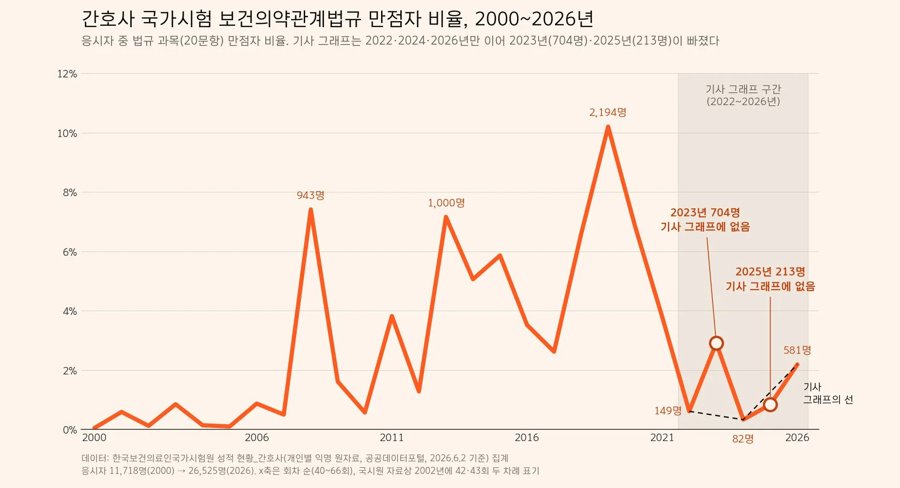 간호사 국가시험 보건의약관계법규 만점자 비율, 2000~2026년
응시자 중 법규 과목(20문항) 만점자 비율. 기사 그래프는 2022·2024·2026년만 이어 2023년(704명)·2025년(213명)이 빠졌다
12%
기사 그래프 구간
(2022~2026년)
2,194명
10%
943명
8%
1,000명
2023년 704명
기사 그래프에 없음
6%
2025년 213명
기사 그래프에 없음
4%
581명
2%
기사
그래프의 선
149명
82명
0%
2000
2006
2011
2016
2021
2026
데이터: 한국보건의료인국가시험원 성적 현황_간호사(개인별 익명 원자료, 공공데이터포털, 2026.6.2 기준) 집계
응시자 11,718명(2000) → 26,525명(2026). x축은 회차 순(40~66회), 국시원 자료상 2002년에 42·43회 두 차례 표기